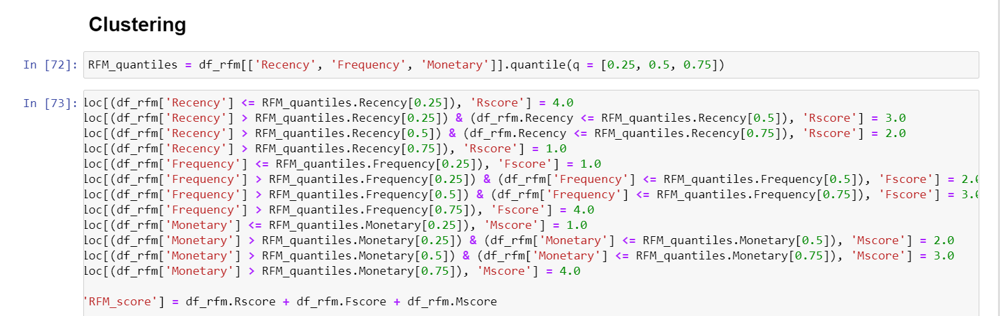 Clustering
In [72]: RFM_quantiles = df_rfm[['Recency', 'Frequency', 'Monetary']].quantile(q = [0.25, 0.5, 0.75])
In [73]: loc[(df_rfm['Recency'] <= RFM_quantiles.Recency[0.25]), 'Rscore'] = 4.0
loc[(df_rfm['Recency'] > RFM_quantiles.Recency[0.25]) & (df_rfm.Recency <= RFM_quantiles.Recency[0.5]), 'Rscore'] = 3.0
loc[(df_rfm['Recency'] > RFM_quantiles.Recency[0.5]) & (df_rfm.Recency <= RFM_quantiles.Recency[0.75]), 'Rscore'] = 2.0
loc[(df_rfm['Recency'] > RFM_quantiles.Recency[0.75]), 'Rscore'] = 1.0
loc[(df_rfm['Frequency'] <= RFM_quantiles.Frequency[0.25]), 'Fscore'] = 1.0
loc[(df_rfm['Frequency'] > RFM_quantiles.Frequency[0.25]) & (df_rfm['Frequency'] <= RFM_quantiles.Frequency[0.5]), 'Fscore'] = 2.0
loc[(df_rfm['Frequency'] > RFM_quantiles.Frequency[0.5]) & (df_rfm['Frequency'] <= RFM_quantiles.Frequency[0.75]), 'Fscore'] = 3.0
loc[(df_rfm['Frequency'] > RFM_quantiles.Frequency[0.75]), 'Fscore'] = 4.0
loc[(df_rfm['Monetary'] <= RFM_quantiles.Monetary[0.25]), 'Mscore'] = 1.0
loc[(df_rfm['Monetary'] > RFM_quantiles.Monetary[0.25]) & (df_rfm['Monetary'] <= RFM_quantiles.Monetary[0.5]), 'Mscore'] = 2.0
loc[(df_rfm['Monetary'] > RFM_quantiles.Monetary[0.5]) & (df_rfm['Monetary'] <= RFM_quantiles.Monetary[0.75]), 'Mscore'] = 3.0
loc[(df_rfm['Monetary'] > RFM_quantiles.Monetary[0.75]), 'Mscore'] = 4.0
'RFM_score'] = df_rfm.Rscore + df_rfm.Fscore + df_rfm.Mscore